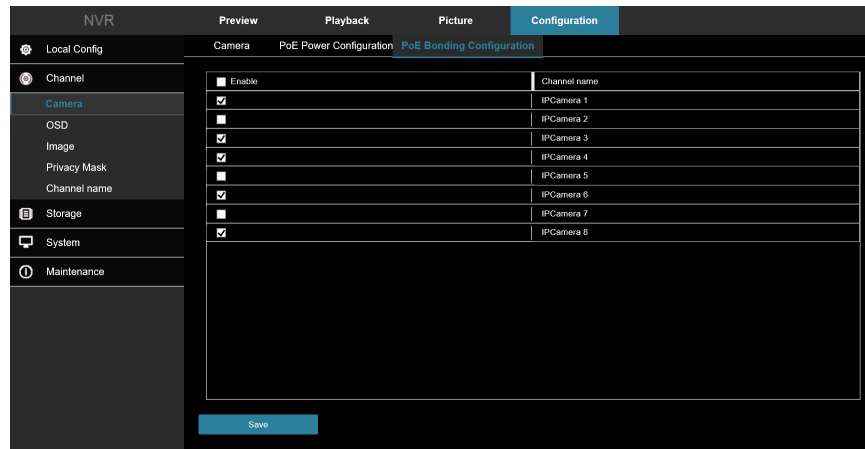 NVR Preview Playback Picture Configuration
Local Config Camera PoE Power Configuration PoE Bonding Configuration
Channel
Enable Channel name
Camera
IPCamera 1
OSD
IPCamera 2
Image
IPCamera 3
Privacy Mask
IPCamera 4
Channel name
IPCamera 5
IPCamera 6
Storage
IPCamera 7
System
IPCamera 8
Maintenance
Save